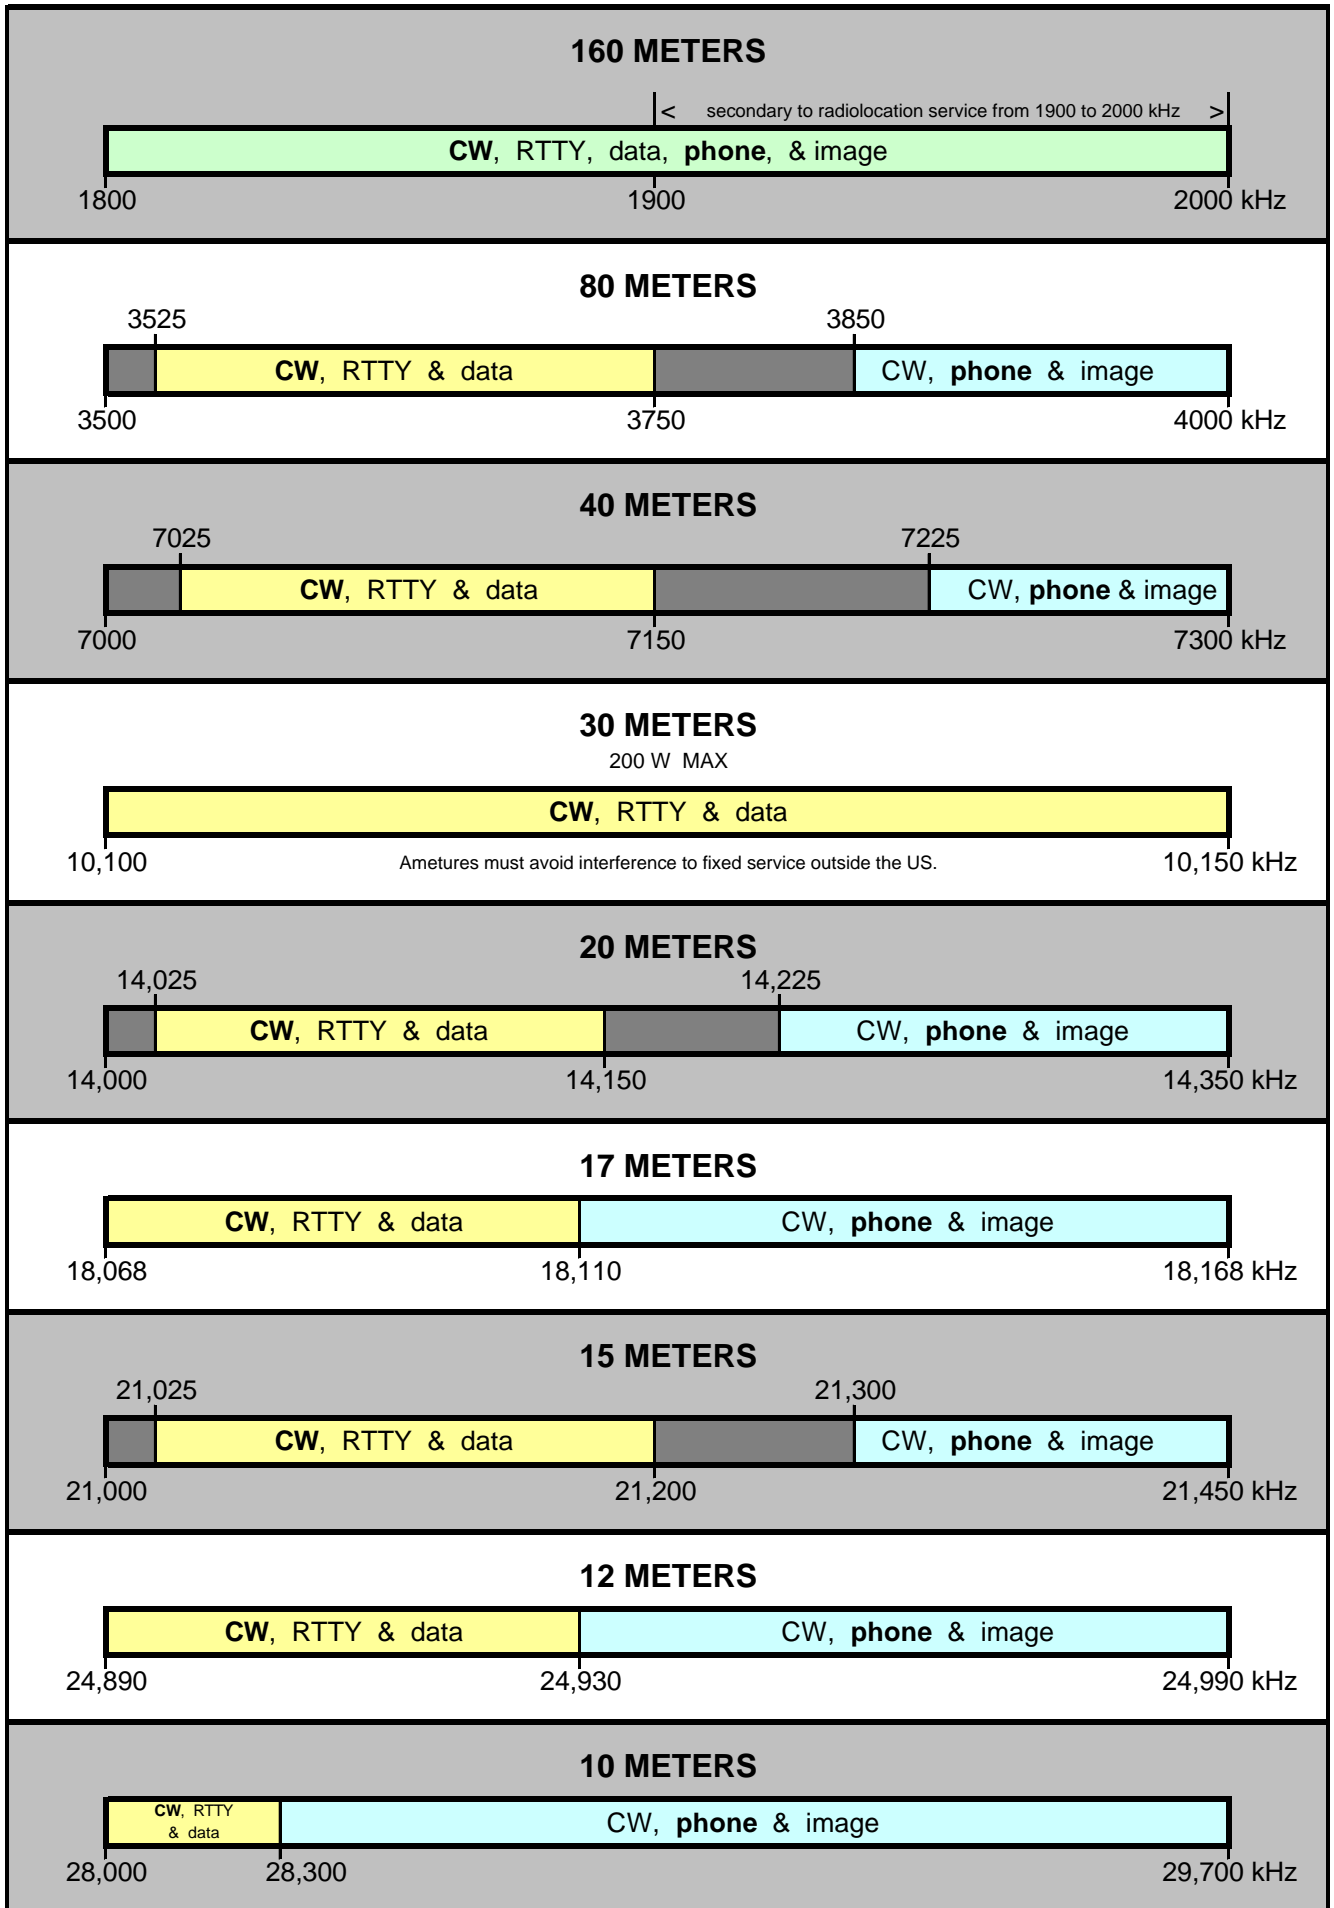 160 METERS
< secondary to radiolocation service from 1900 to 2000 kHz >
CW, RTTY, data, phone, & image
1800 1900 2000 kHz
80 METERS
3525 3850
CW, RTTY & data CW, phone & image
3500 3750 4000 kHz
40 METERS
7025 7225
CW, RTTY & data CW, phone & image
7000 7150 7300 kHz
30 METERS
200 W MAX
CW, RTTY & data
10,100 Ametures must avoid interference to fixed service outside the US. 10,150 kHz
20 METERS
14,025 14,225
CW, RTTY & data CW, phone & image
14,000 14,150 14,350 kHz
17 METERS
CW, RTTY & data CW, phone & image
18,068 18,110 18,168 kHz
15 METERS
21,025 21,300
CW, RTTY & data CW, phone & image
21,000 21,200 21,450 kHz
12 METERS
CW, RTTY & data CW, phone & image
24,890 24,930 24,990 kHz
10 METERS
CW, RTTY
& data
CW, phone & image
28,000 28,300 29,700 kHz